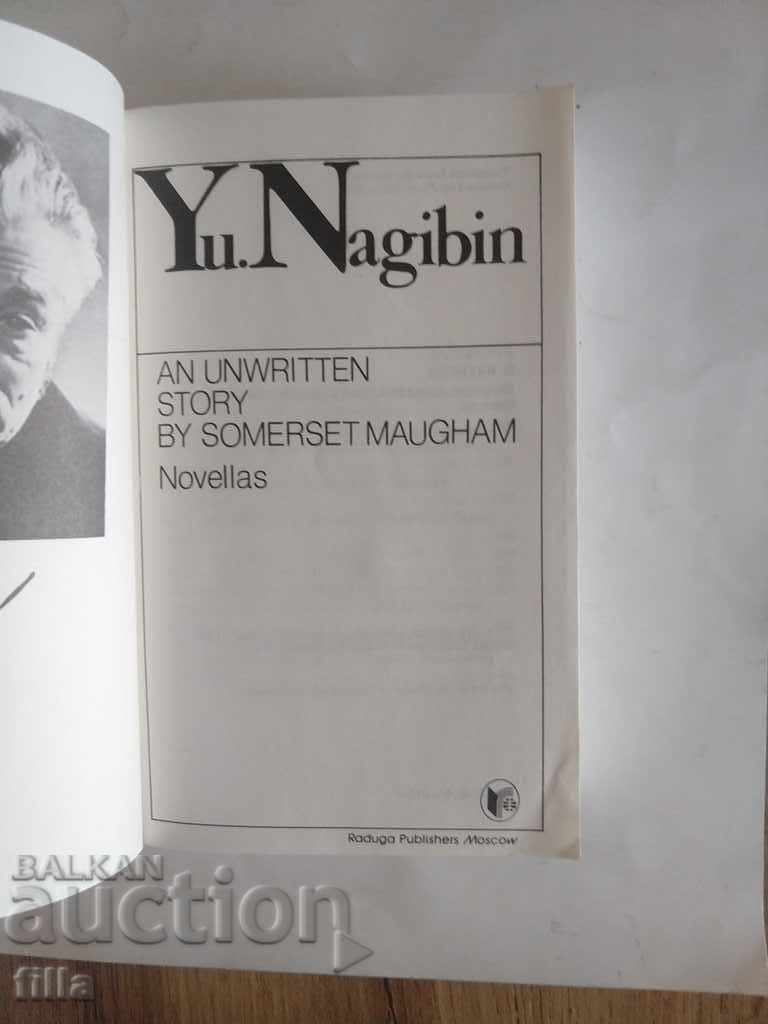 Yu. Nagibin
AN UNWRITTEN
STORY
BY SOMERSET MAUGHAM
Novellas
Raduga Publishers Moscow
BALKAN
auction
filla